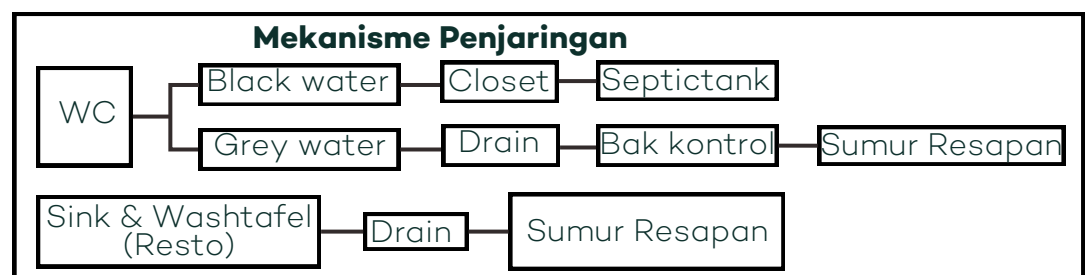 Mekanisme Penjaringan
WC
Black water
Closet
Septictank
Grey water
Drain
Bak kontrol
Sumur Resapan
Sink & Washtafel
(Resto)
Drain
Sumur Resapan